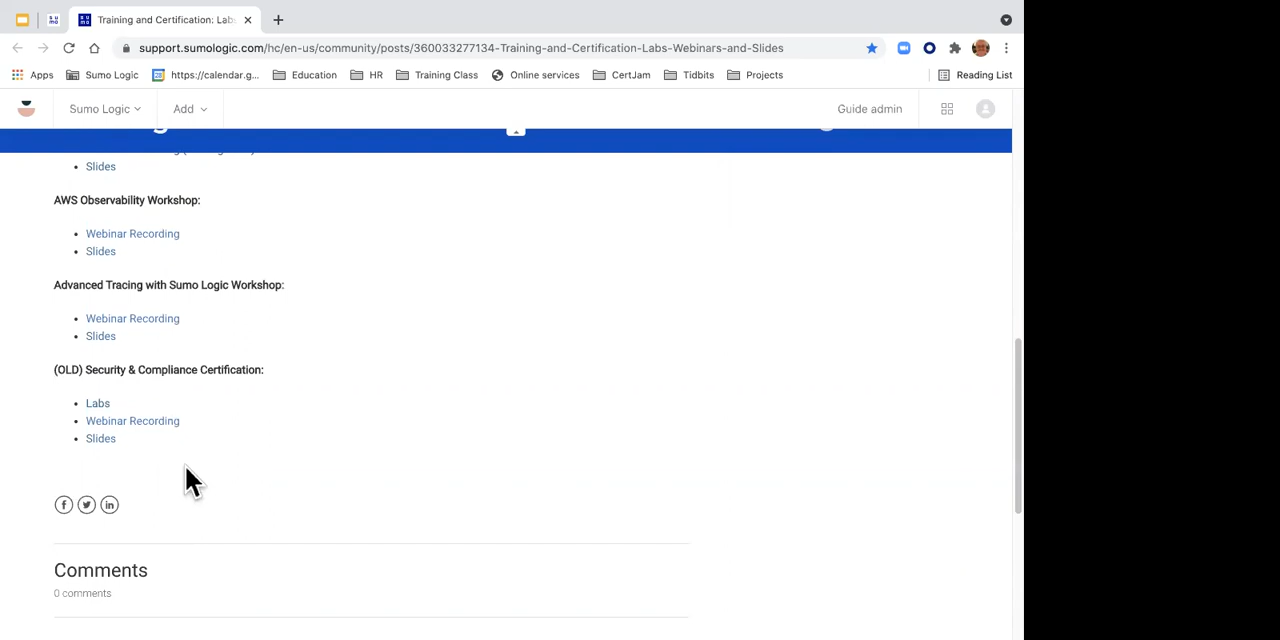 Training and Certification: Lab
support.sumologic.com/hc/en-us/community/posts/360033277134-Training-and-Certification-Labs-Webinars-and-Slides
Apps Sumo Logic https://calendar.g... Education HR Training Class Online services CertJam Tidbits Projects Reading List
Sumo Logic Add Guide admin
Slides
AWS Observability Workshop:
Webinar Recording
Slides
Advanced Tracing with Sumo Logic Workshop:
Webinar Recording
Slides
(OLD) Security & Compliance Certification:
Labs
Webinar Recording
Slides
Comments
0 comments